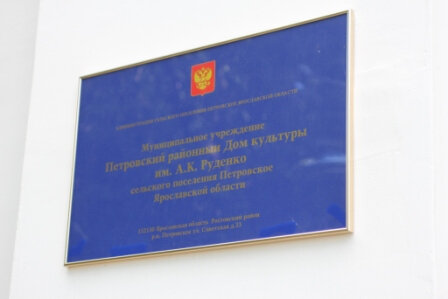 АДМИНИСТРАЦИЯ СЕЛЬСКОГО ПОСЕЛЕНИЯ ПЕТРОВСКОЕ ЯРОСЛАВСКОЙ ОБЛАСТИ
Муниципальное учреждение
Петровский районный Дом культуры
им. А.К. Руденко
сельского поселения Петровское
Ярославской области
152130 Ярославская область Ростовский район
р.п. Петровское ул. Советская д.